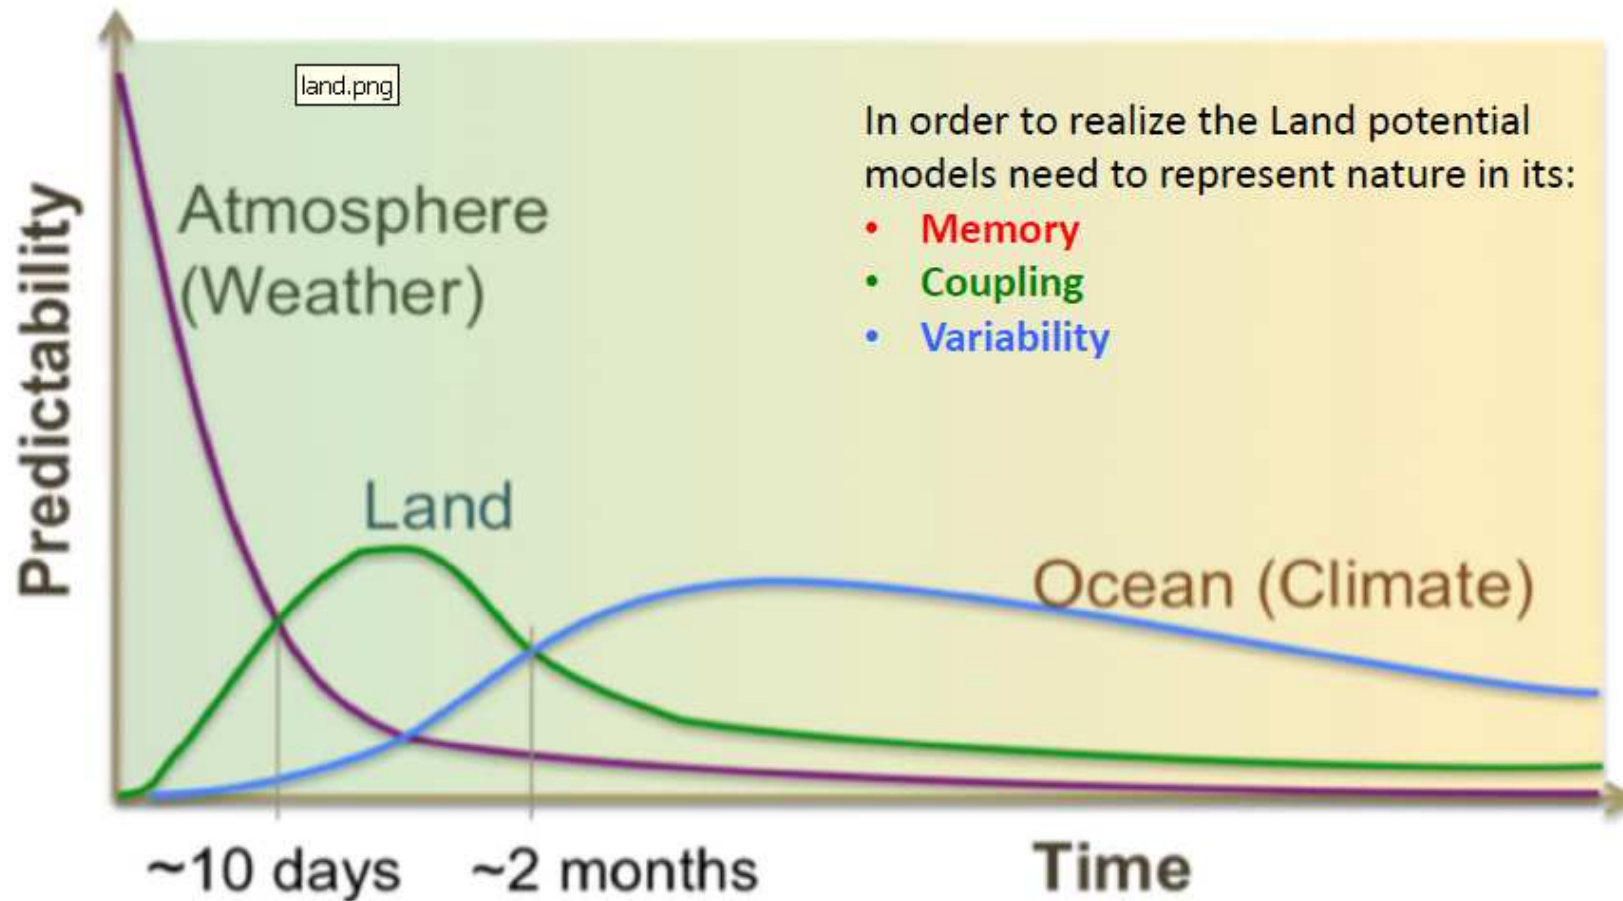 land.png
In order to realize the Land potential
models need to represent nature in its:
• Memory
• Coupling
• Variability
Atmosphere
(Weather)
Land
Ocean (Climate)
Predictability
~10 days
~2 months
Time